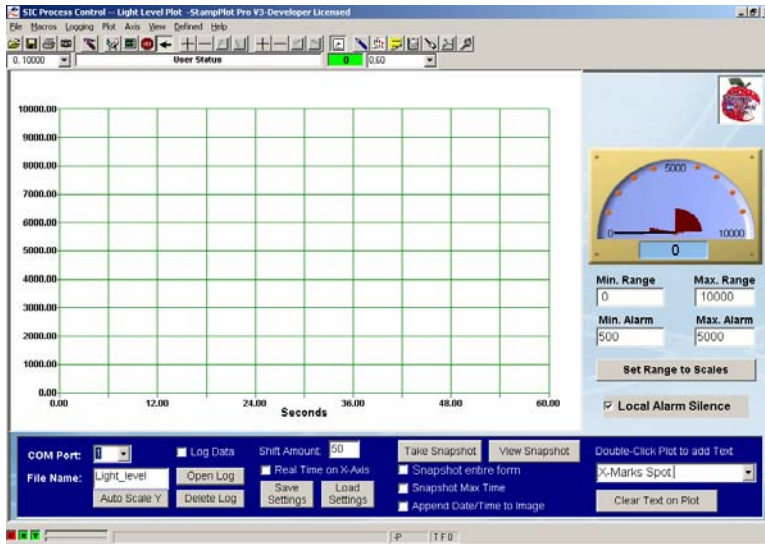 SIC Process Control -- Light Level Plot -StampPlot Pro V3-Developer Licensed
File Macros Logging Plot Axis View Defined Help
0, 10000 User Status 0 0,60
10000.00
9000.00
8000.00
7000.00
6000.00
5000.00
4000.00
3000.00
2000.00
1000.00
0.00
0.00 12.00 24.00 36.00 48.00 60.00
Seconds
5000
0 10000
0
Min. Range Max. Range
0 10000
Min. Alarm Max. Alarm
500 5000
Set Range to Scales
Local Alarm Silence
COM Port: 1 Log Data Shift Amount: 50 Take Snapshot View Snapshot Double-Click Plot to add Text
Real Time on X-Axis Snapshot entire form
File Name: Light_level Open Log X-Marks Spot
Auto Scale Y Delete Log Save Settings Load Settings Snapshot Max Time
Append Date/Time to Image Clear Text on Plot
C R T -P T F 0